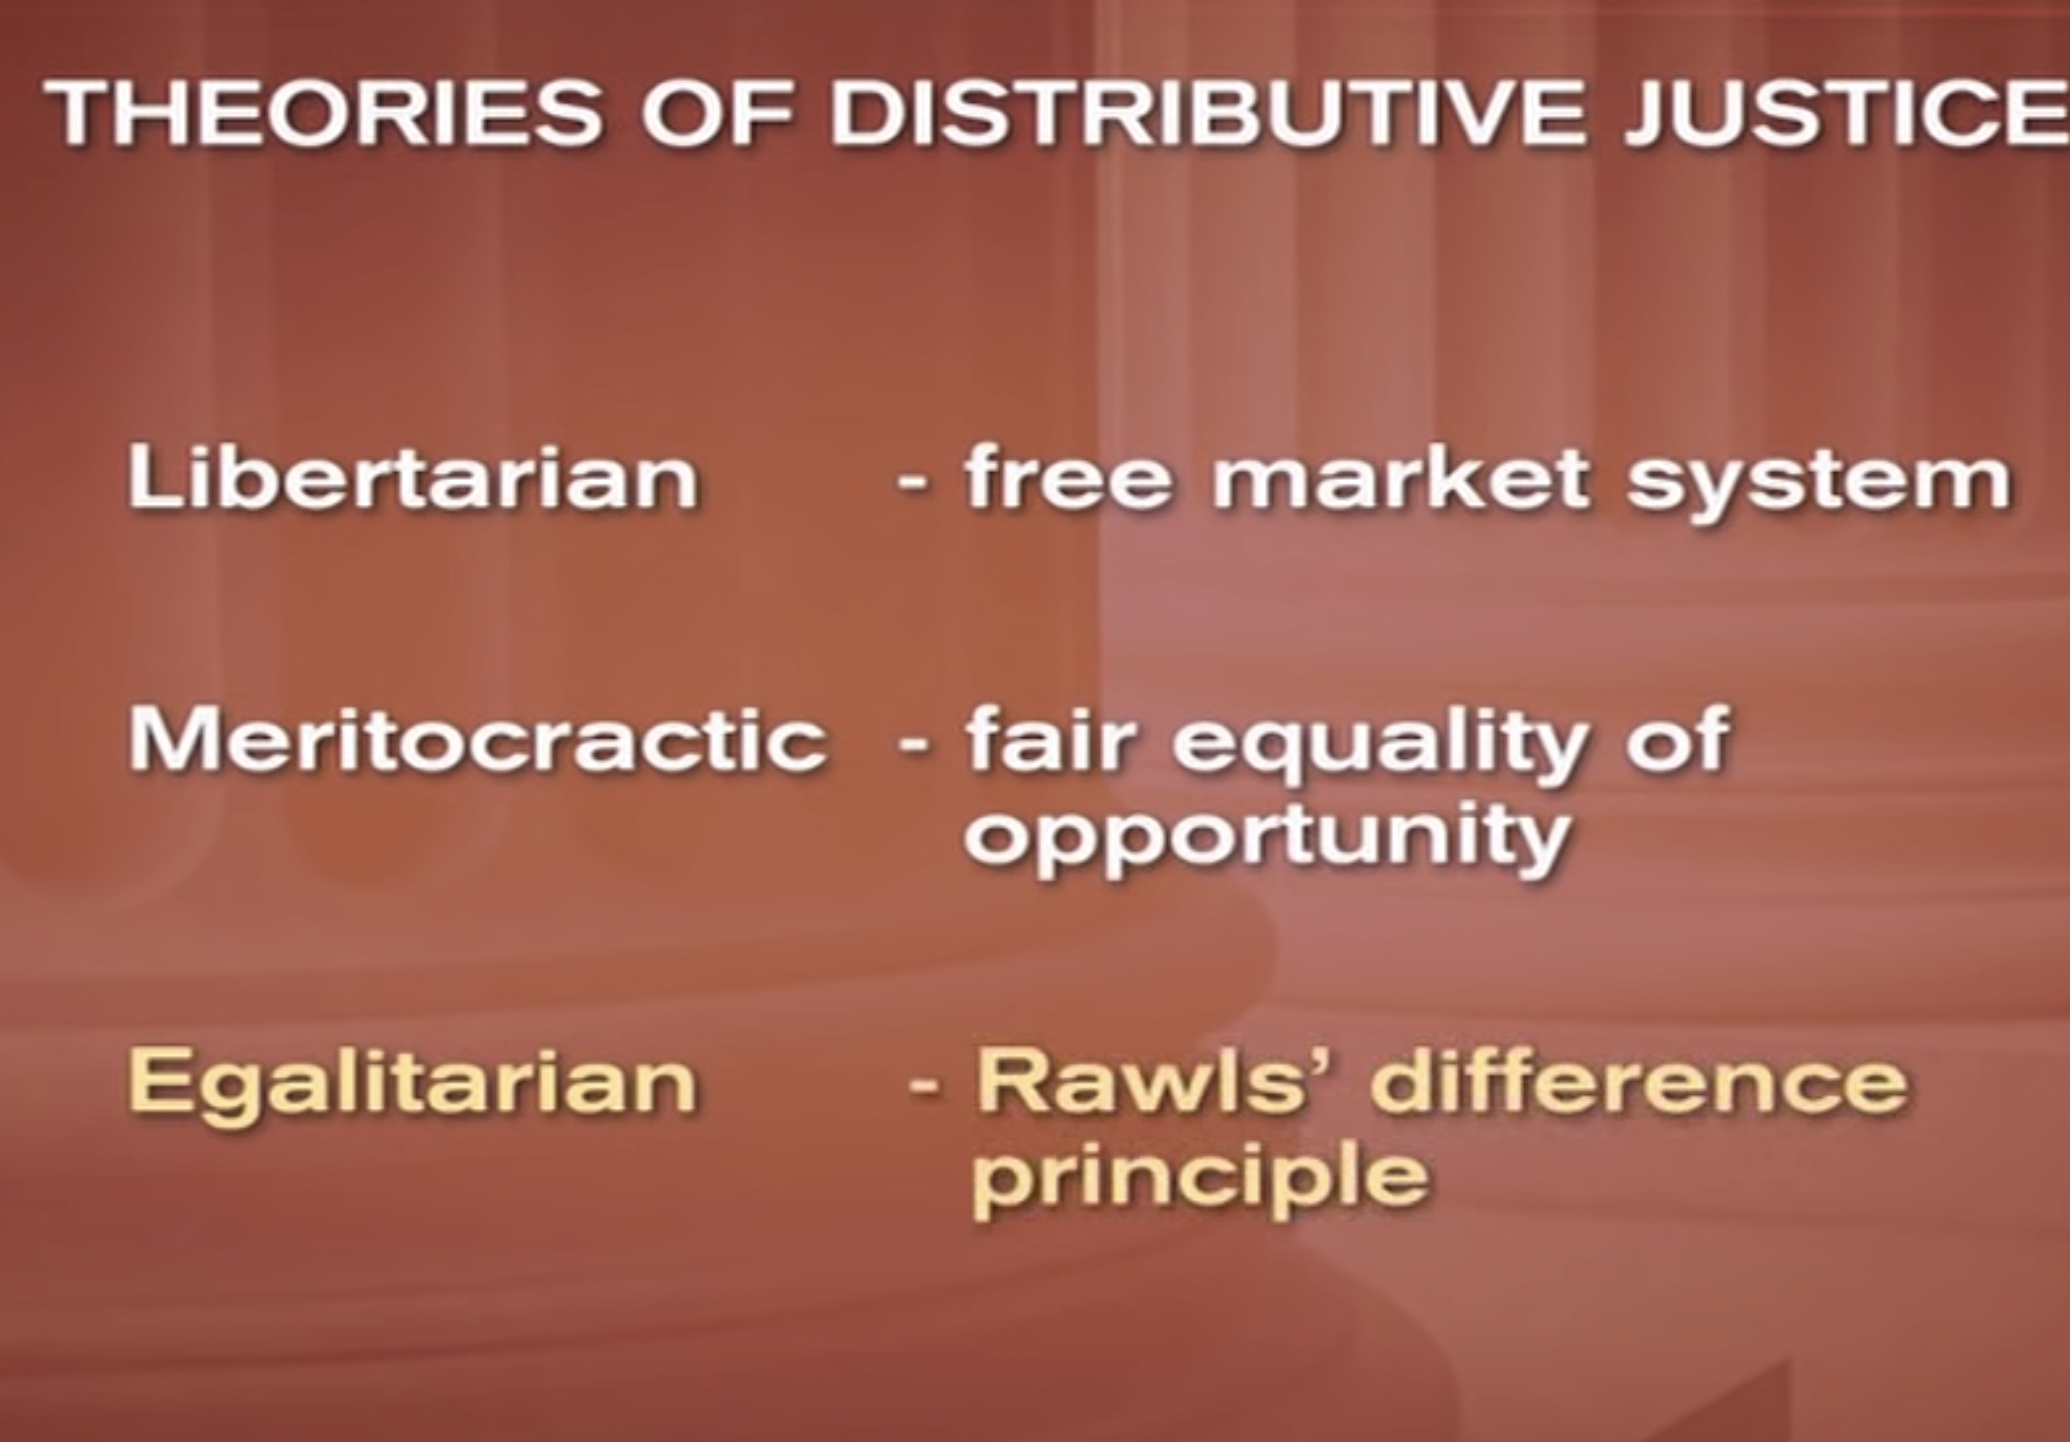 THEORIES OF DISTRIBUTIVE JUSTICE
Libertarian - free market system
Meritocractic - fair equality of
opportunity
Egalitarian - Rawls’ difference
principle